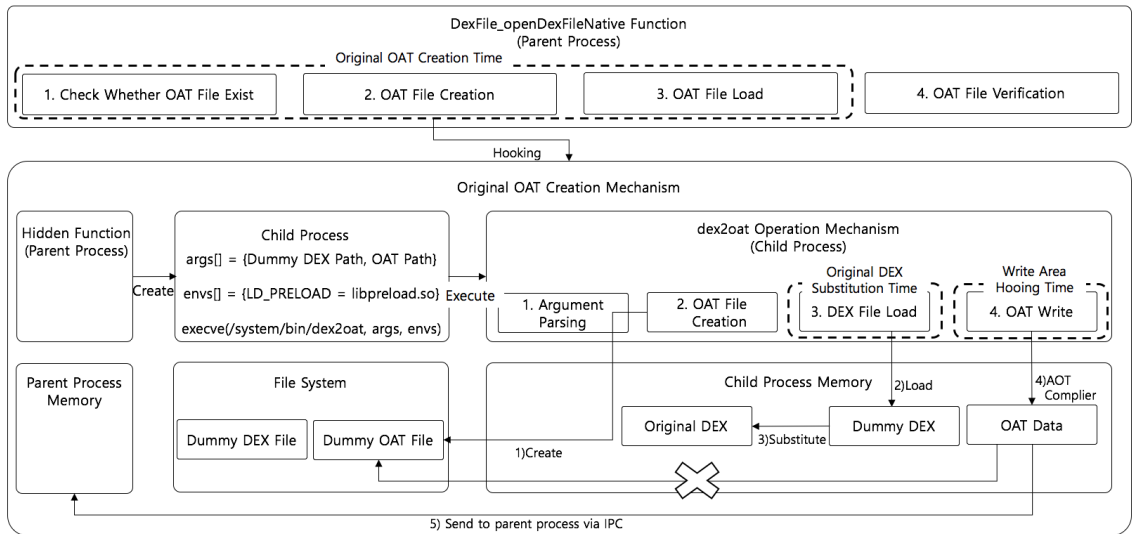 DexFile_openDexFileNative Function
(Parent Process)
Original OAT Creation Time
1. Check Whether OAT File Exist
2. OAT File Creation
3. OAT File Load
4. OAT File Verification
Hooking
Original OAT Creation Mechanism
Hidden Function
(Parent Process)
Create
Child Process
args[] = {Dummy DEX Path, OAT Path}
envs[] = {LD_PRELOAD = libpreload.so}
execve(/system/bin/dex2oat, args, envs)
Execute
dex2oat Operation Mechanism
(Child Process)
1. Argument
Parsing
2. OAT File
Creation
Original DEX
Substitution Time
3. DEX File Load
Write Area
Hooing Time
4. OAT Write
Parent Process
Memory
File System
Dummy DEX File
Dummy OAT File
1)Create
Child Process Memory
2)Load
4)AOT
Complier
Original DEX
3)Substitute
Dummy DEX
OAT Data
5) Send to parent process via IPC